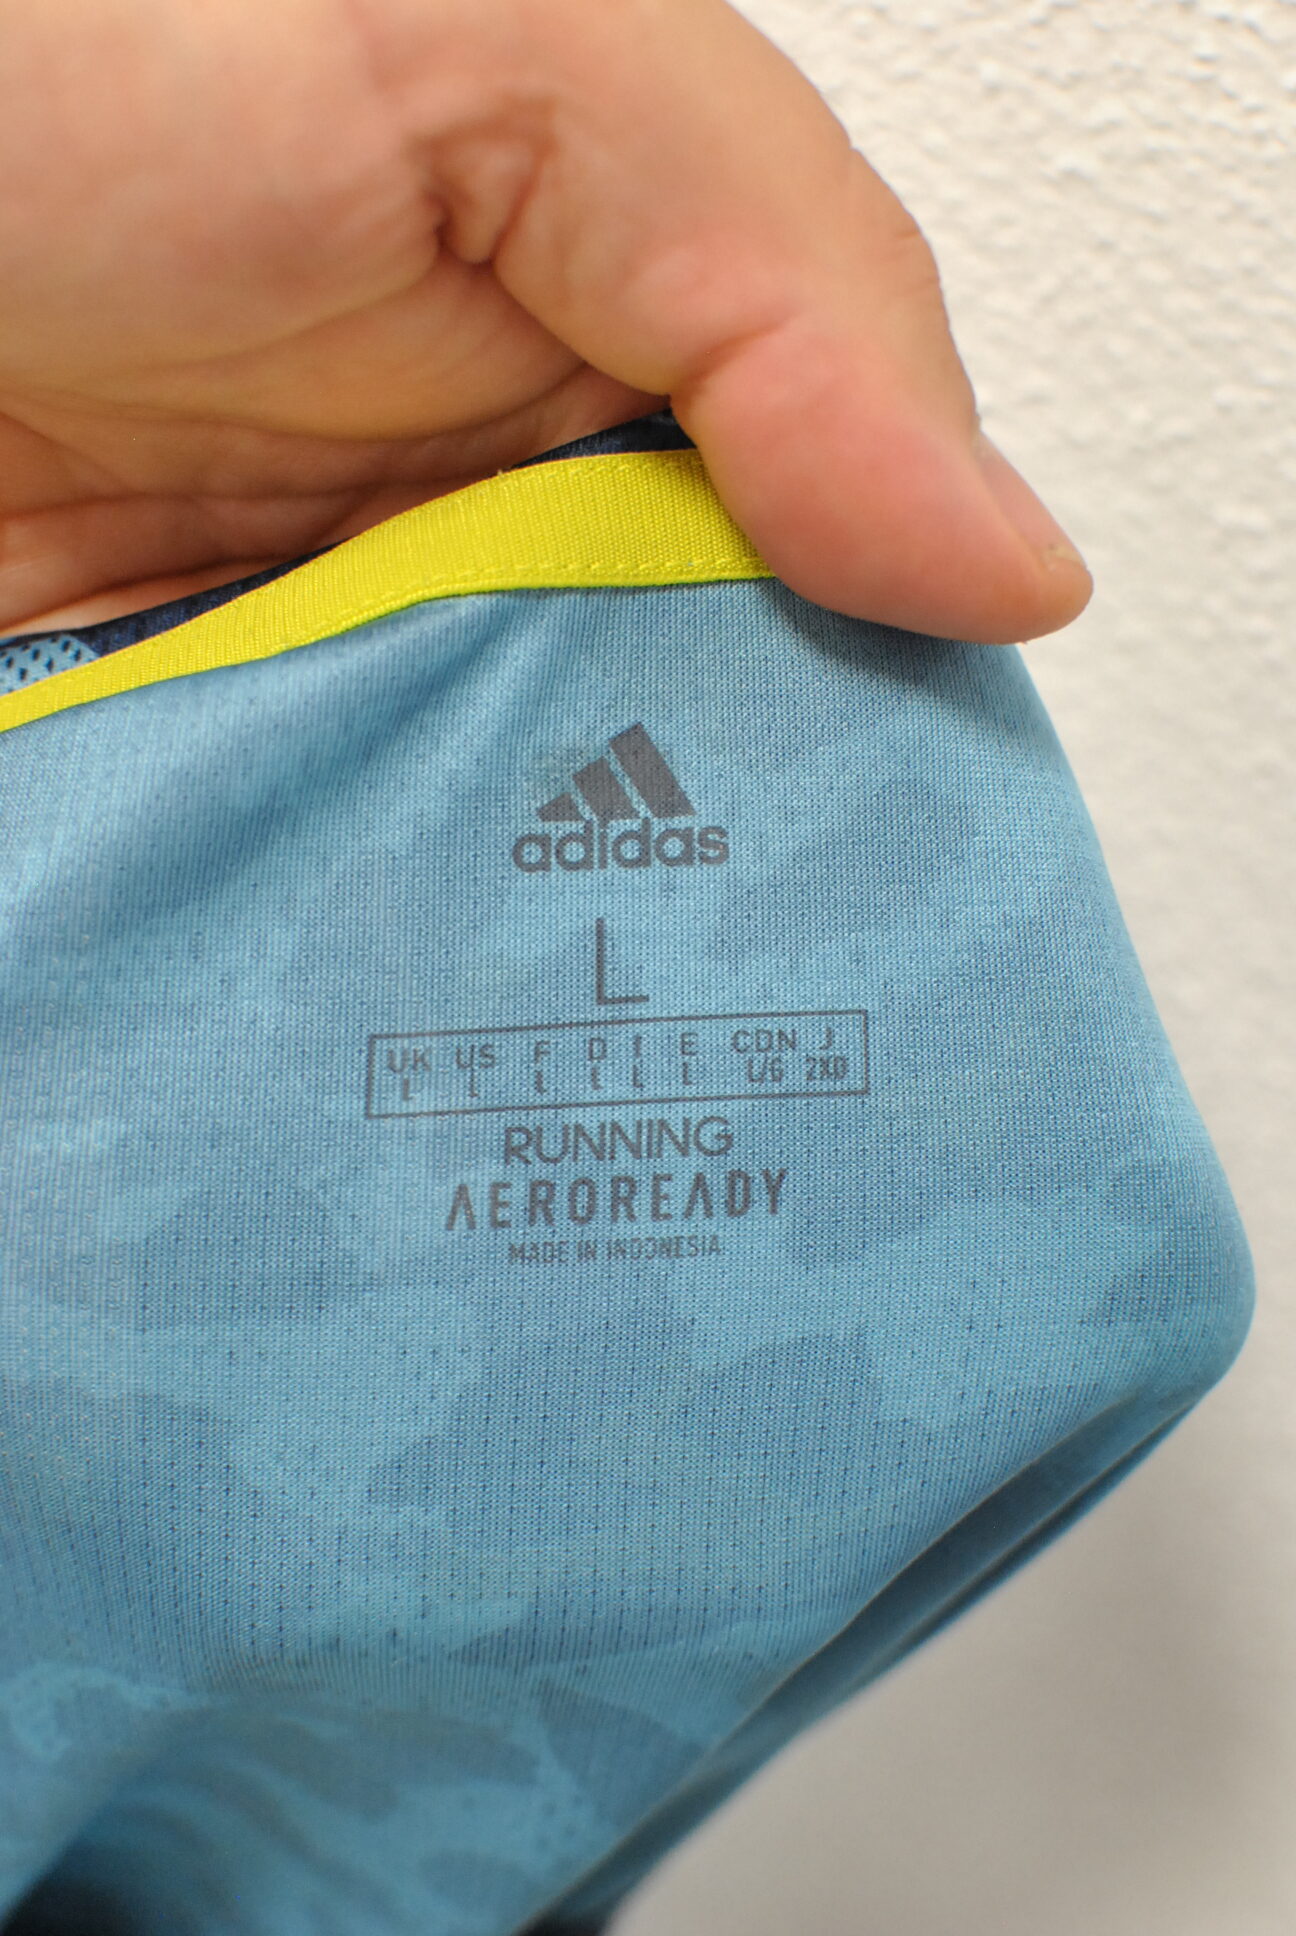 adidas
L
UK US F D I E CDN J
L L L L L L L/G 2XO
RUNNING
AEROREADY
MADE IN INDONESIA